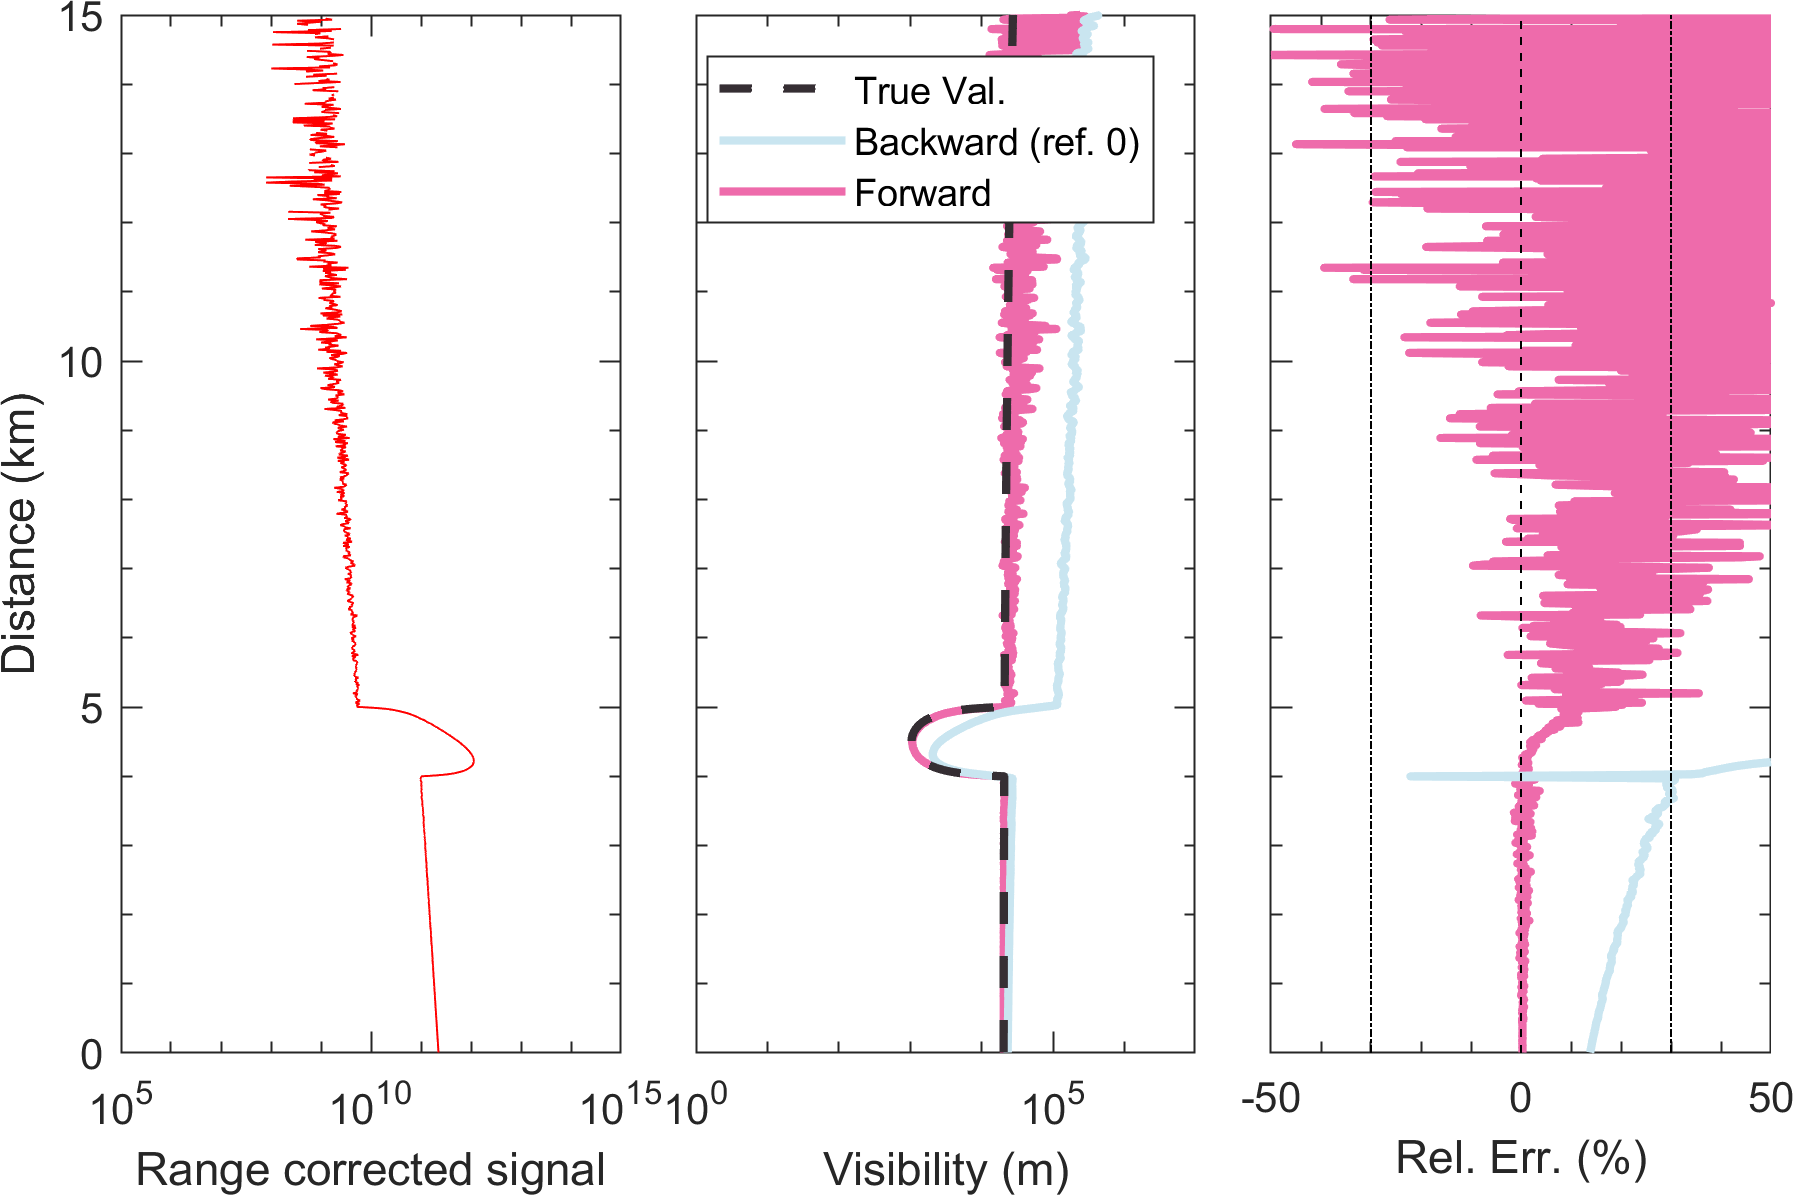 15
10
5
0
Distance (km)
10^5
10^10
10^15
Range corrected signal
True Val.
Backward (ref. 0)
Forward
10^0
10^5
Visibility (m)
-50
0
50
Rel. Err. (%)